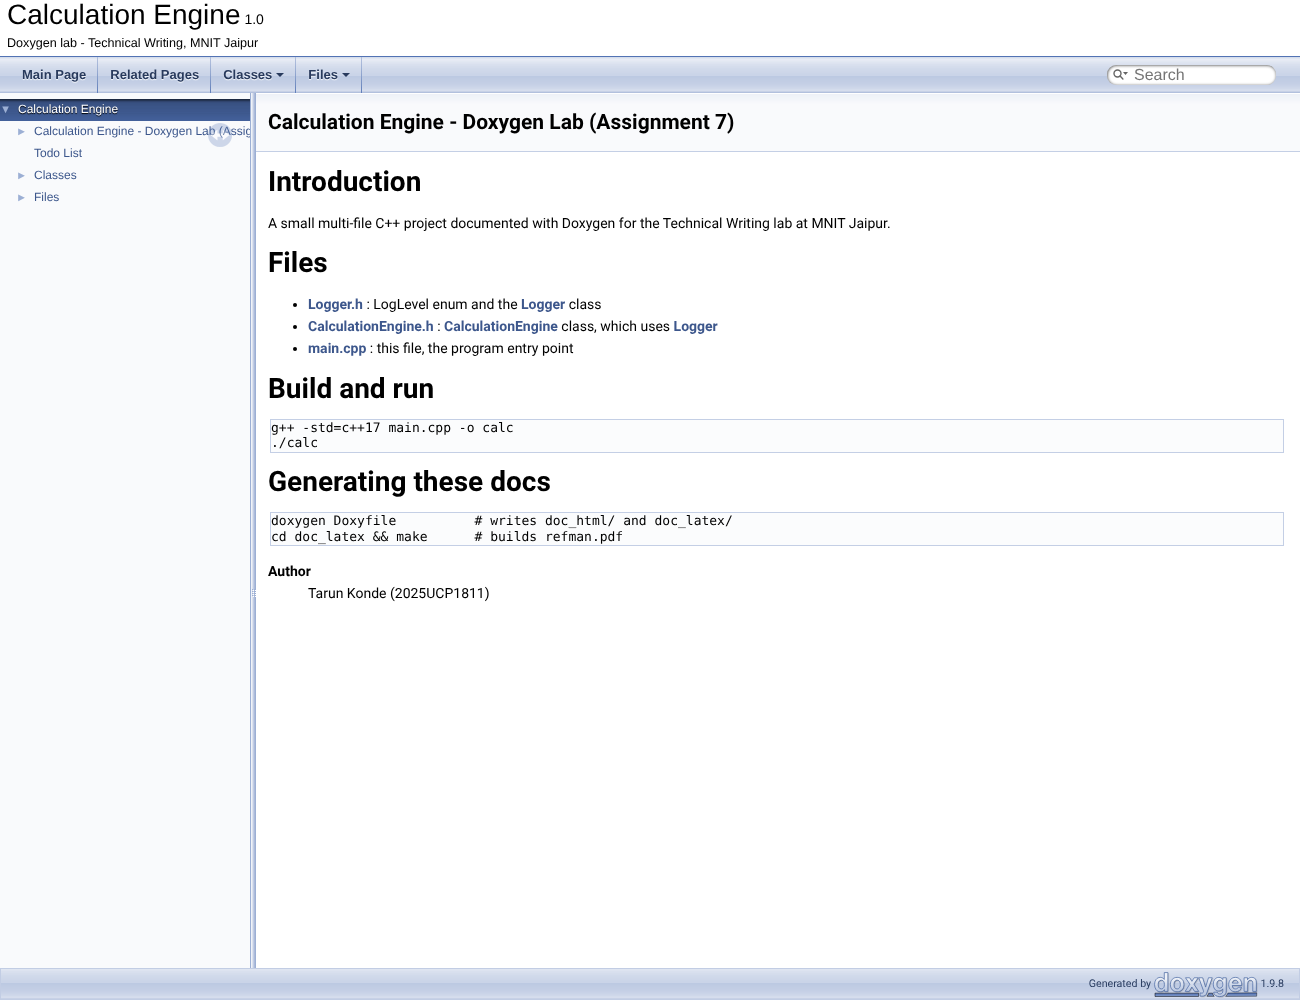 Calculation Engine 1.0
Doxygen lab - Technical Writing, MNIT Jaipur
Main Page
Related Pages
Classes
Files
Search
Calculation Engine
Calculation Engine - Doxygen Lab (Assig
Todo List
Classes
Files
Calculation Engine - Doxygen Lab (Assignment 7)
Introduction
A small multi-file C++ project documented with Doxygen for the Technical Writing lab at MNIT Jaipur.
Files
• Logger.h : LogLevel enum and the Logger class
• CalculationEngine.h : CalculationEngine class, which uses Logger
• main.cpp : this file, the program entry point
Build and run
g++ -std=c++17 main.cpp -o calc
./calc
Generating these docs
doxygen Doxyfile          # writes doc_html/ and doc_latex/
cd doc_latex && make      # builds refman.pdf
Author
Tarun Konde (2025UCP1811)
Generated by doxygen 1.9.8